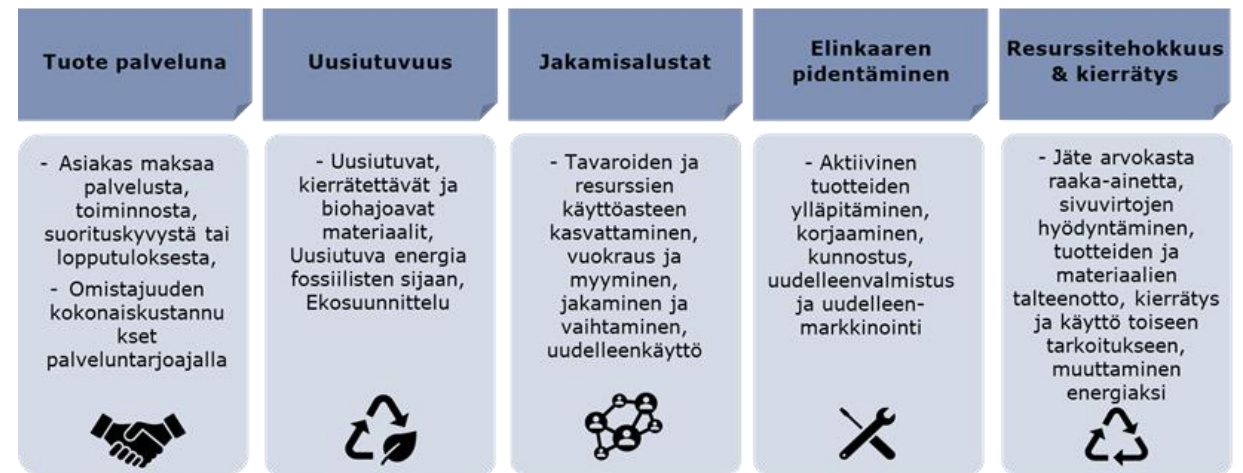 Tuote palveluna
- Asiakas maksaa
palvelusta,
toiminnosta,
suorituskyvystä tai
lopputuloksesta,
- Omistajuuden
kokonaiskustannu
kset
palveluntarjoajalla
Uusiutuvuus
- Uusiutuvat,
kierrätettävät ja
biohajoavat
materiaalit,
Uusiutuva energia
fossiilisten sijaan,
Ekosuunnittelu
Jakamisalustat
- Tavaroiden ja
resurssien
käyttöasteen
kasvattaminen,
vuokraus ja
myyminen,
jakaminen ja
vaihtaminen,
uudelleenkäyttö
Elinkaaren
pidentäminen
- Aktiivinen
tuotteiden
ylläpitäminen,
korjaaminen,
kunnostus,
uudelleenvalmistus
ja uudelleen-
markkinointi
Resurssitehokkuus
& kierrätys
- Jäte arvokasta
raaka-ainetta,
sivuvirtojen
hyödyntäminen,
tuotteiden ja
materiaalien
talteenotto, kierrätys
ja käyttö toiseen
tarkoitukseen,
muuttaminen
energiaksi